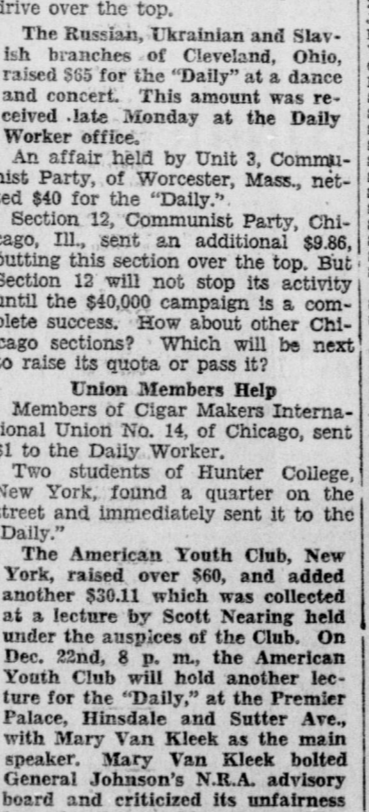 drive over the top.
The Russian, Ukrainian and Slav-
ish branches of Cleveland, Ohio,
raised $65 for the "Daily" at a dance
and concert. This amount was re-
ceived .late Monday at the Daily
Worker office.
An affair held by Unit 3, Commu-
nist Party, of Worcester, Mass., net-
ed $40 for the "Daily."
Section 12, Communist Party, Chi-
cago, Ill., sent an additional $9.86,
putting this section over the top. But
Section 12 will not stop its activity
until the $40,000 campaign is a com-
plete success. How about other Chi-
cago sections? Which will be next
to raise its quota or pass it?
Union Members Help
Members of Cigar Makers Interna-
tional Union No. 14, of Chicago, sent
$1 to the Daily Worker.
Two students of Hunter College,
New York, found a quarter on the
street and immediately sent it to the
"Daily."
The American Youth Club, New
York, raised over $60, and added
another $30.11 which was collected
at a lecture by Scott Nearing held
under the auspices of the Club. On
Dec. 22nd, 8 p. m., the American
Youth Club will hold another lec-
ture for the "Daily," at the Premier
Palace, Hinsdale and Sutter Ave.,
with Mary Van Kleek as the main
speaker. Mary Van Kleek bolted
General Johnson's N.R.A. advisory
board and criticized its unfairness